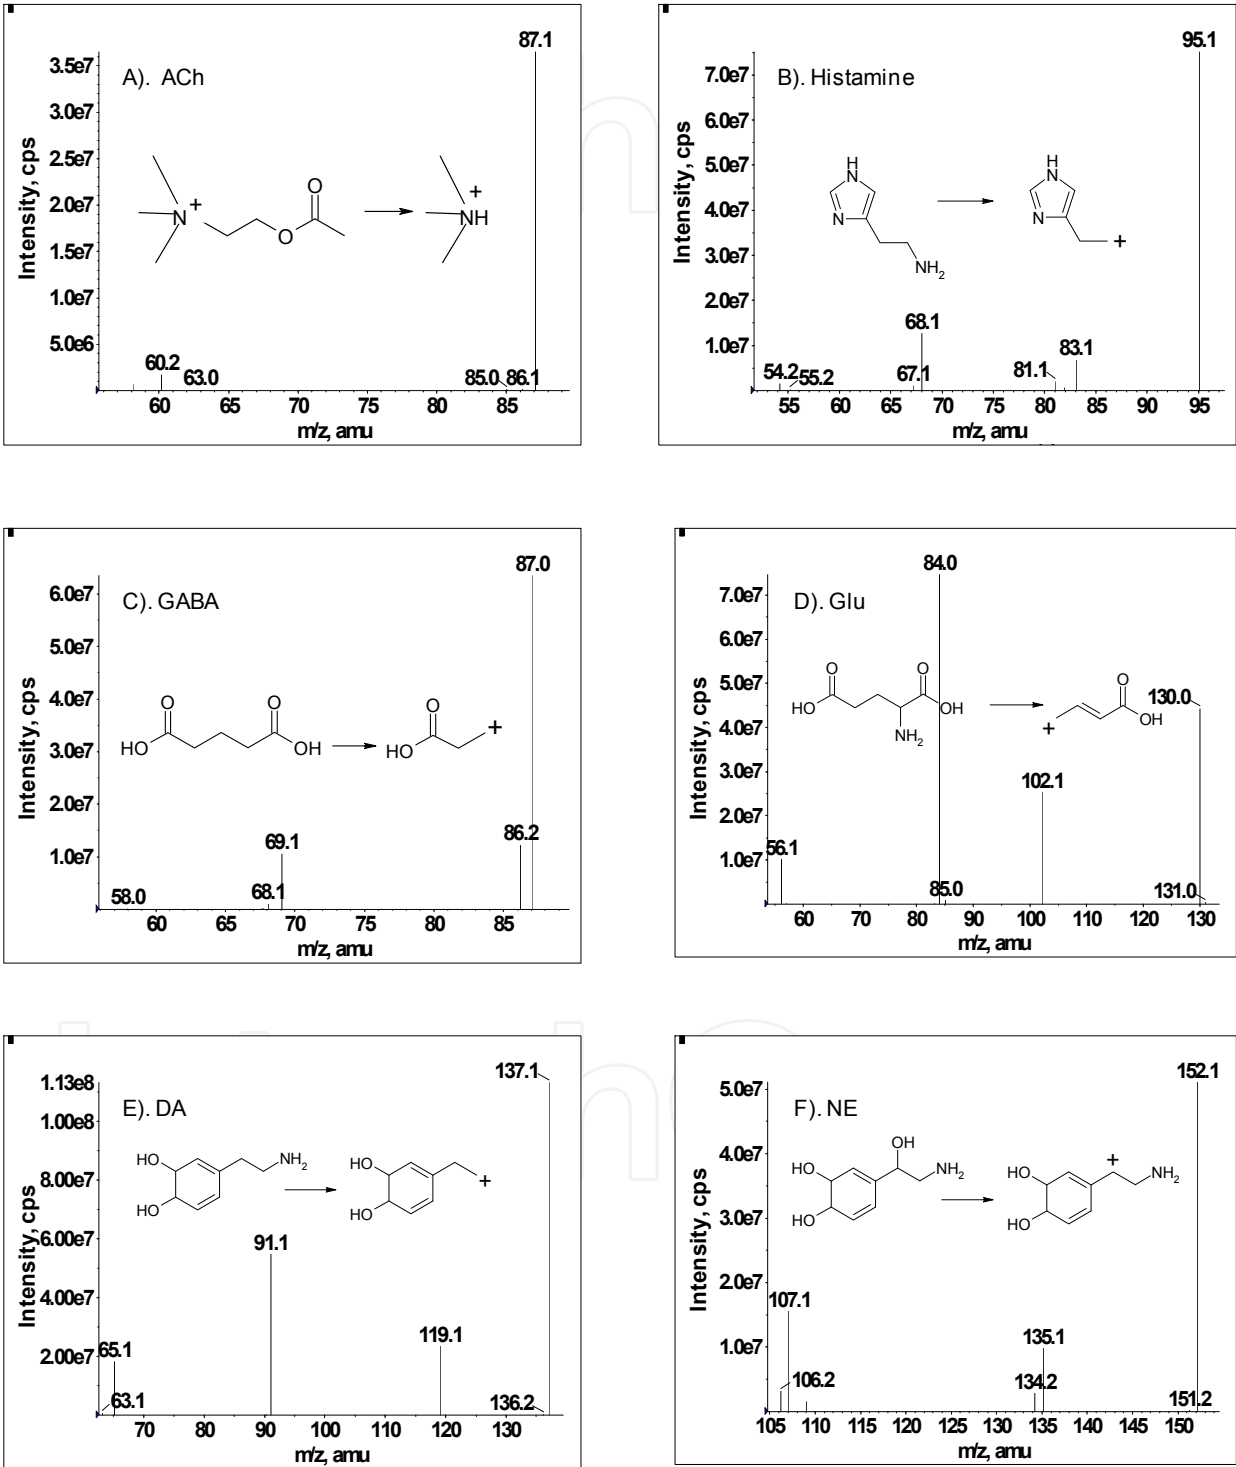 87.1
3.5e7
A). ACh
3.0e7
2.5e7
2.0e7
1.5e7
1.0e7
5.0e6
Intensity, cps
N+
O
O
+
NH
60.2
63.0
85.0
86.1
60 65 70 75 80 85
m/z, amu
95.1
7.0e7
B). Histamine
6.0e7
5.0e7
4.0e7
3.0e7
2.0e7
1.0e7
Intensity, cps
H
N
N
NH2
H
N
N
+
68.1
54.2
55.2
67.1
81.1
83.1
55 60 65 70 75 80 85 90 95
m/z, amu
87.0
6.0e7
C). GABA
5.0e7
4.0e7
3.0e7
2.0e7
1.0e7
Intensity, cps
O O
HO OH
O
HO
+
86.2
69.1
68.1
58.0
60 65 70 75 80 85
m/z, amu
84.0
7.0e7
D). Glu
6.0e7
5.0e7
4.0e7
3.0e7
2.0e7
1.0e7
Intensity, cps
O O
HO OH
NH2
O
OH
+
130.0
102.1
56.1
85.0
131.0
60 70 80 90 100 110 120 130
m/z, amu
137.1
1.13e8
E). DA
1.00e8
8.00e7
6.00e7
4.00e7
2.00e7
Intensity, cps
HO
HO
NH2
HO
HO
+
91.1
119.1
65.1
63.1
136.2
70 80 90 100 110 120 130
m/z, amu
152.1
5.0e7
F). NE
4.0e7
3.0e7
2.0e7
1.0e7
Intensity, cps
OH
HO
HO
NH2
+
HO
HO
NH2
107.1
106.2
135.1
134.2
151.2
105 110 115 120 125 130 135 140 145 150
m/z, amu